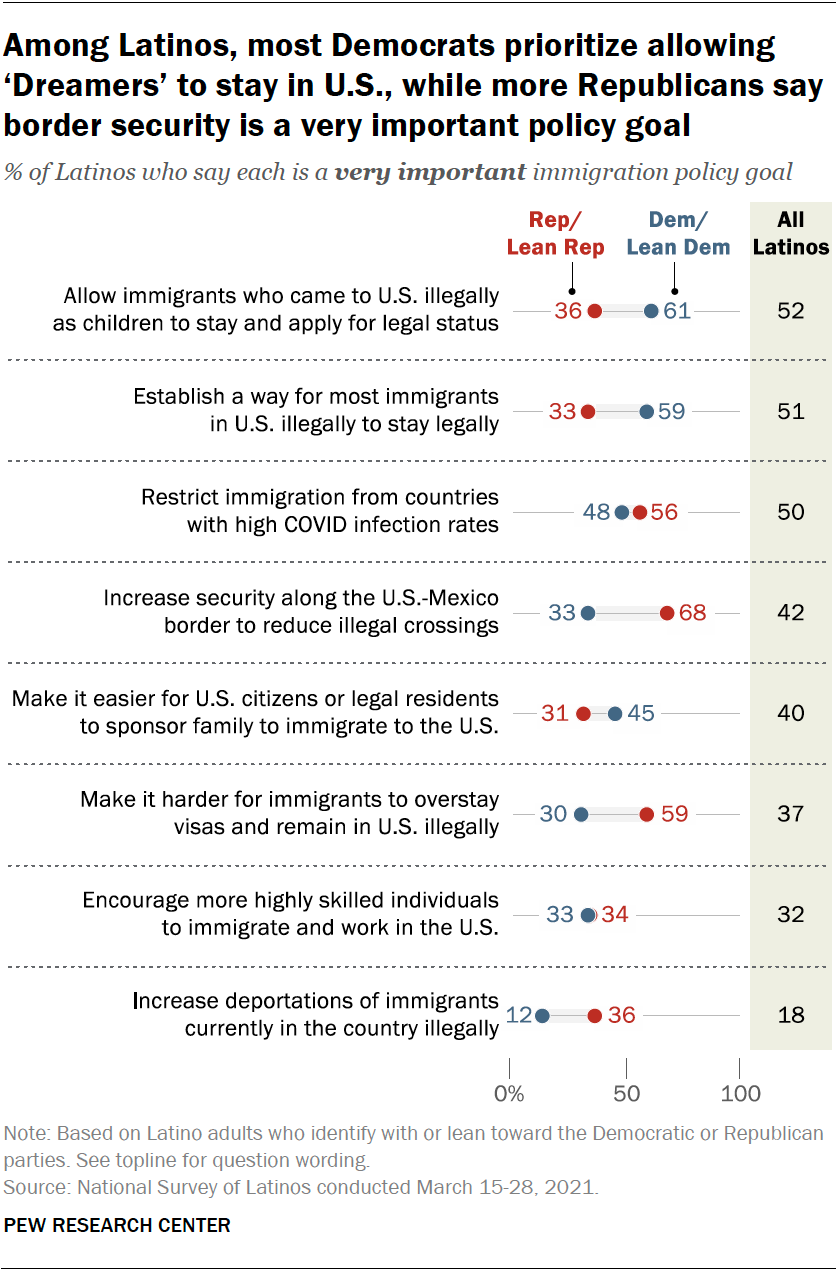 Among Latinos, most Democrats prioritize allowing
‘Dreamers’ to stay in U.S., while more Republicans say
border security is a very important policy goal
% of Latinos who say each is a very important immigration policy goal
Rep/
Lean Rep
Dem/
Lean Dem
All
Latinos
Allow immigrants who came to U.S. illegally
as children to stay and apply for legal status
36 61 52
Establish a way for most immigrants
in U.S. illegally to stay legally
33 59 51
Restrict immigration from countries
with high COVID infection rates
48 56 50
Increase security along the U.S.-Mexico
border to reduce illegal crossings
33 68 42
Make it easier for U.S. citizens or legal residents
to sponsor family to immigrate to the U.S.
31 45 40
Make it harder for immigrants to overstay
visas and remain in U.S. illegally
30 59 37
Encourage more highly skilled individuals
to immigrate and work in the U.S.
33 34 32
Increase deportations of immigrants
currently in the country illegally
12 36 18
0% 50 100
Note: Based on Latino adults who identify with or lean toward the Democratic or Republican
parties. See topline for question wording.
Source: National Survey of Latinos conducted March 15-28, 2021.
PEW RESEARCH CENTER